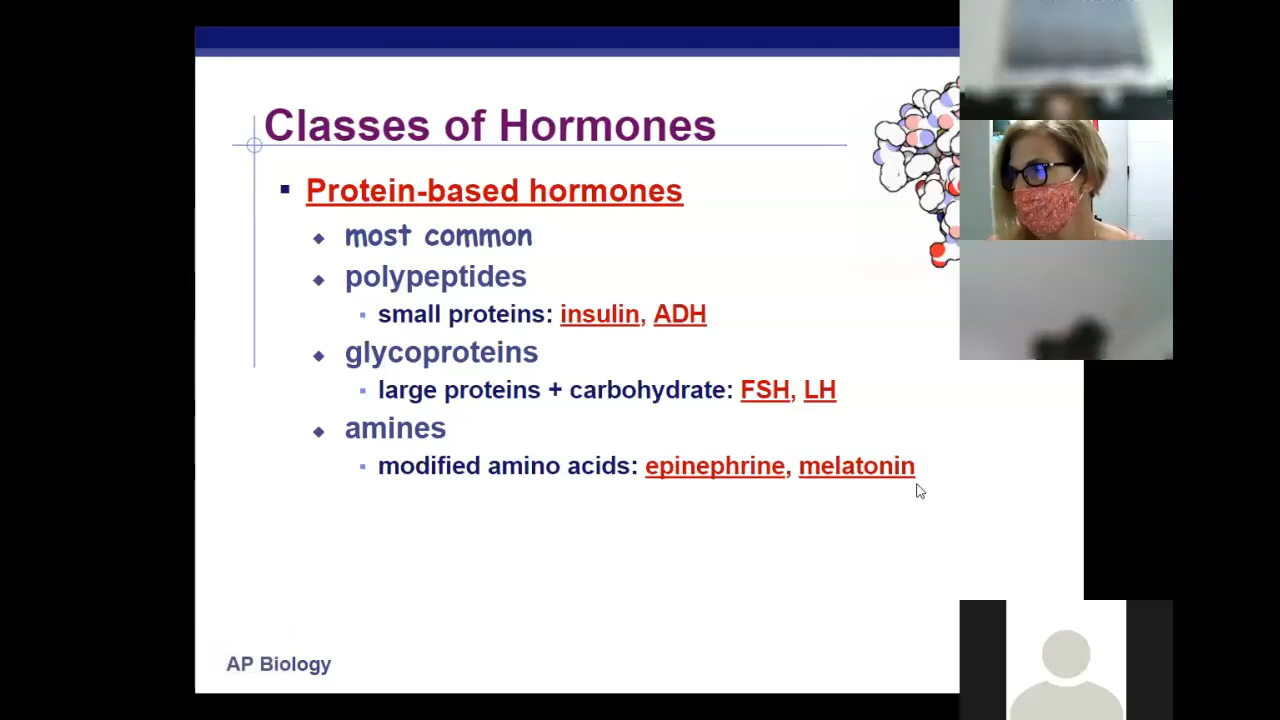 Classes of Hormones
Protein-based hormones
most common
polypeptides
small proteins: insulin, ADH
glycoproteins
large proteins + carbohydrate: FSH, LH
amines
modified amino acids: epinephrine, melatonin
AP Biology